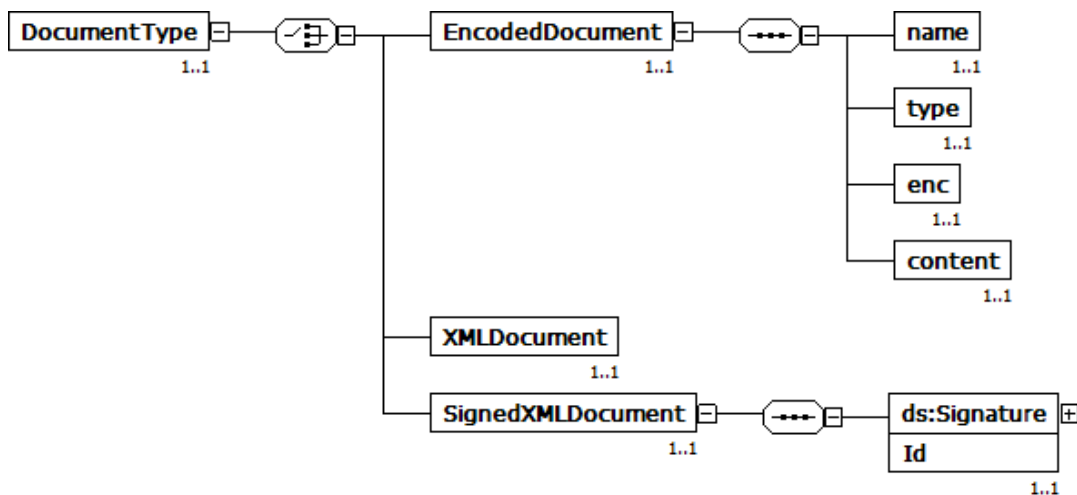 DocumentType
1..1
EncodedDocument
1..1
name
1..1
type
1..1
enc
1..1
content
1..1
XMLDocument
1..1
SignedXMLDocument
1..1
ds:Signature
Id
1..1